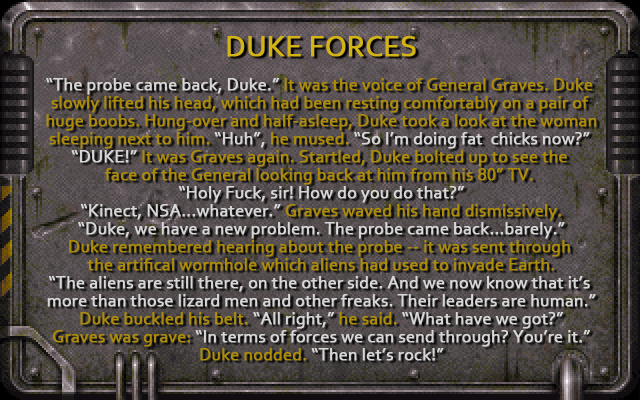 DUKE FORCES
“The probe came back, Duke.” It was the voice of General Graves. Duke
slowly lifted his head, which had been resting comfortably on a pair of
huge boobs. Hung-over and half-asleep, Duke took a look at the woman
sleeping next to him. “Huh”, he mused. “So I’m doing fat  chicks now?”
“DUKE!” It was Graves again. Startled, Duke bolted up to see the
face of the General looking back at him from his 80” TV.
“Holy Fuck, sir! How do you do that?”
“Kinect, NSA...whatever.” Graves waved his hand dismissively.
“Duke, we have a new problem. The probe came back...barely.”
Duke remembered hearing about the probe -- it was sent through
the artifical wormhole which aliens had used to invade Earth.
“The aliens are still there, on the other side. And we now know that it’s
more than those lizard men and other freaks. Their leaders are human.”
Duke buckled his belt. “All right,” he said. “What have we got?”
Graves was grave: “In terms of forces we can send through? You’re it.”
Duke nodded. “Then let’s rock!”